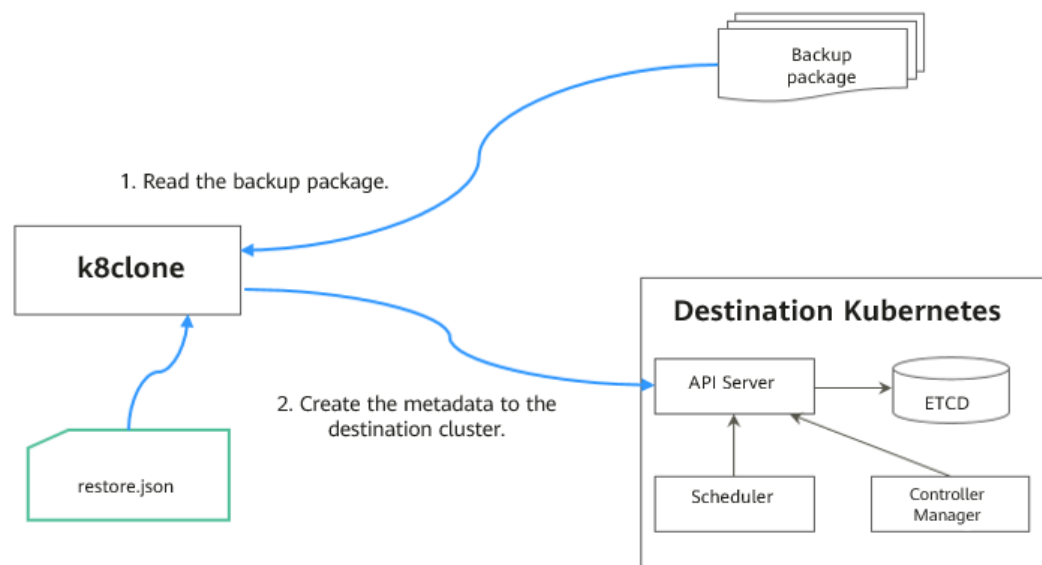 Backup
package
1. Read the backup package.
k8clone
Destination Kubernetes
API Server
ETCD
2. Create the metadata to the
destination cluster.
restore.json
Scheduler
Controller
Manager